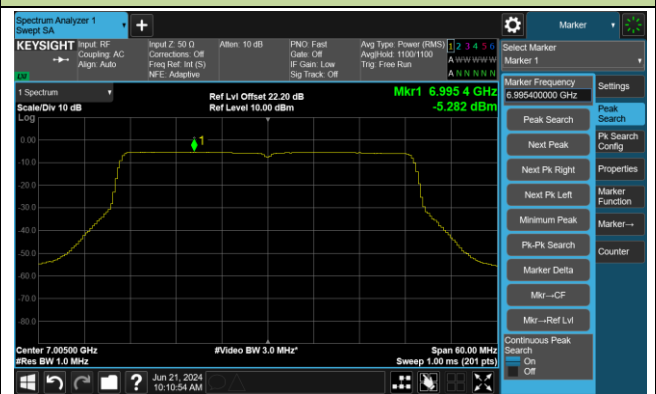 Spectrum Analyzer 1
Swept SA
+
Marker
KEYSIGHT
Input: RF
Coupling: AC
Align: Auto
Input Z: 50 Ω
Corrections: Off
Freq Ref: Int (S)
NFE: Adaptive
Atten: 10 dB
PNO: Fast
Gate: Off
IF Gain: Low
Sig Track: Off
Avg Type: Power (RMS)
Avg|Hold: 1100/1100
Trig: Free Run
1 2 3 4 5 6
A W W W W W
A N N N N N
Select Marker
Marker 1
1 Spectrum
Scale/Div 10 dB
Log
Ref Lvl Offset 22.20 dB
Ref Level 10.00 dBm
Mkr1 6.995 4 GHz
-5.282 dBm
0.00
-10.0
-20.0
-30.0
-40.0
-50.0
-60.0
-70.0
-80.0
1
Center 7.00500 GHz
#Res BW 1.0 MHz
#Video BW 3.0 MHz*
Span 60.00 MHz
Sweep 1.00 ms (201 pts)
Marker Frequency
6.995400000 GHz
Peak Search
Next Peak
Next Pk Right
Next Pk Left
Minimum Peak
Pk-Pk Search
Marker Delta
Mkr→CF
Mkr→Ref Lvl
Continuous Peak
Search
On
Off
Settings
Peak
Search
Pk Search
Config
Properties
Marker
Function
Marker→
Counter
?
Jun 21, 2024
10:10:54 AM